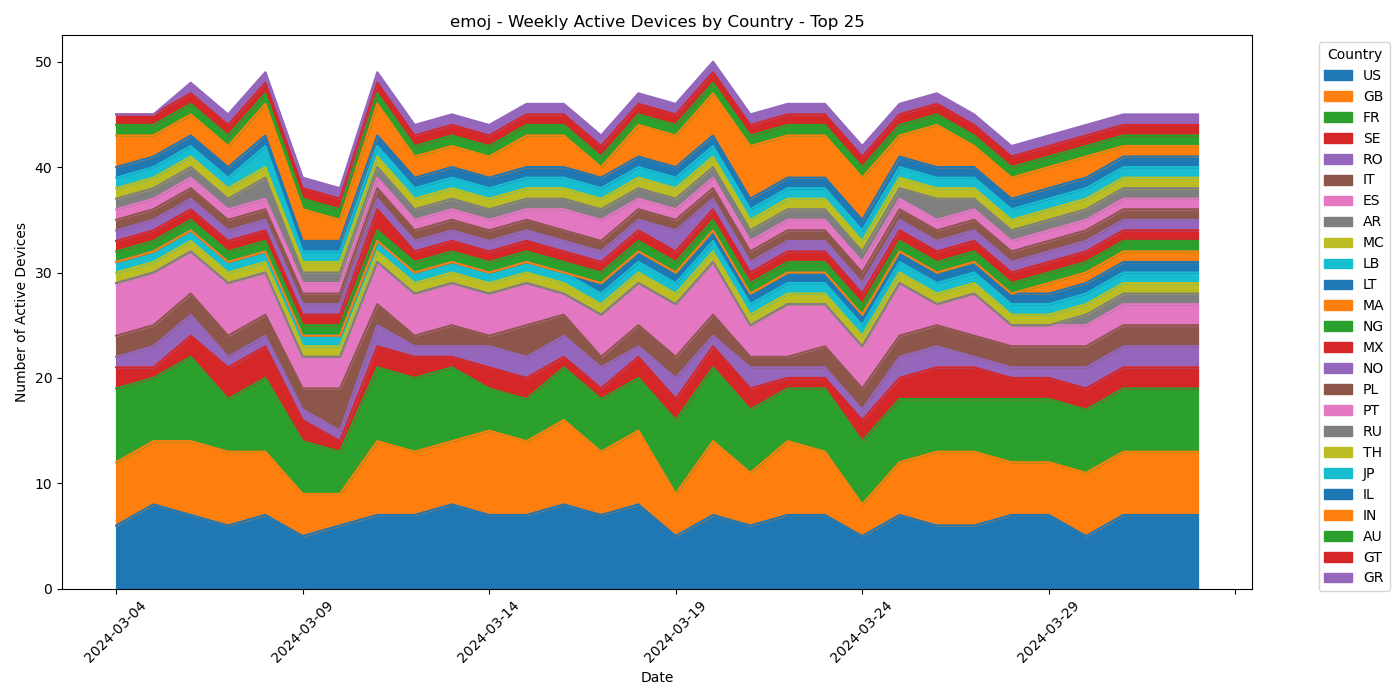 emoj - Weekly Active Devices by Country - Top 25
Number of Active Devices
50
40
30
20
10
0
2024-03-04
2024-03-09
2024-03-14
2024-03-19
2024-03-24
2024-03-29
Date
Country
US
GB
FR
SE
RO
IT
ES
AR
MC
LB
LT
MA
NG
MX
NO
PL
PT
RU
TH
JP
IL
IN
AU
GT
GR